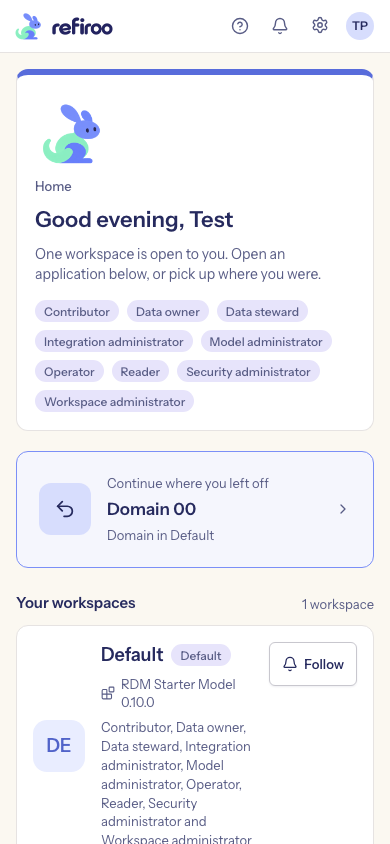 refiroo
TP
Home
Good evening, Test
One workspace is open to you. Open an
application below, or pick up where you were.
Contributor Data owner Data steward
Integration administrator Model administrator
Operator Reader Security administrator
Workspace administrator
Continue where you left off
Domain 00
Domain in Default
Your workspaces 1 workspace
Default Default
Follow
RDM Starter Model
0.10.0
DE
Contributor, Data owner,
Data steward, Integration
administrator, Model
administrator, Operator,
Reader, Security
administrator and
Workspace administrator